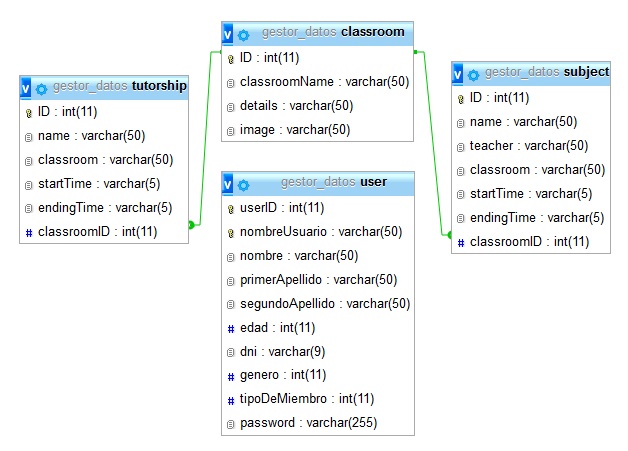 gestor_datos tutorship
ID : int(11)
name : varchar(50)
classroom : varchar(50)
startTime : varchar(5)
endingTime : varchar(5)
# classroomID : int(11)
gestor_datos classroom
ID : int(11)
classroomName : varchar(50)
details : varchar(50)
image : varchar(50)
gestor_datos user
userID : int(11)
nombreUsuario : varchar(50)
nombre : varchar(50)
primerApellido : varchar(50)
segundoApellido : varchar(50)
# edad : int(11)
dni : varchar(9)
# genero : int(11)
# tipoDeMiembro : int(11)
password : varchar(255)
gestor_datos subject
ID : int(11)
name : varchar(50)
teacher : varchar(50)
classroom : varchar(50)
startTime : varchar(5)
endingTime : varchar(5)
# classroomID : int(11)